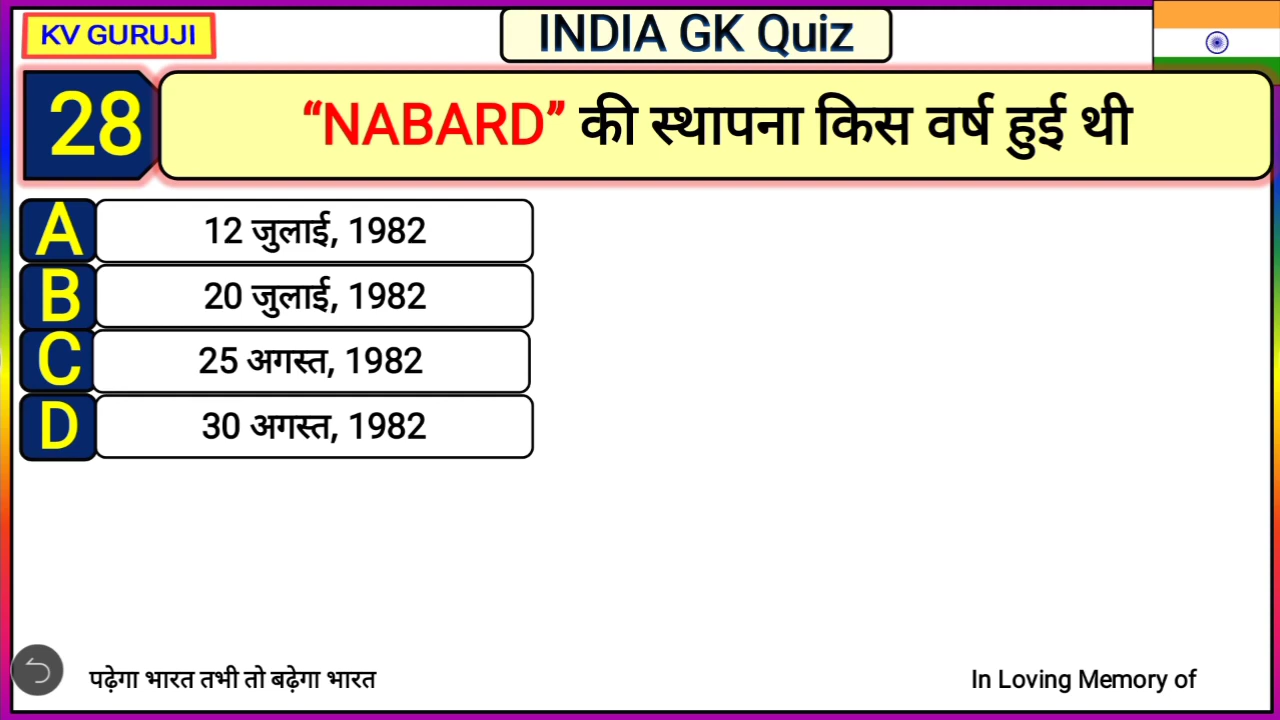 KV GURUJI
INDIA GK Quiz
28
“NABARD” की स्थापना किस वर्ष हुई थी
A
12 जुलाई, 1982
B
20 जुलाई, 1982
C
25 अगस्त, 1982
D
30 अगस्त, 1982
पढ़ेगा भारत तभी तो बढ़ेगा भारत
In Loving Memory of